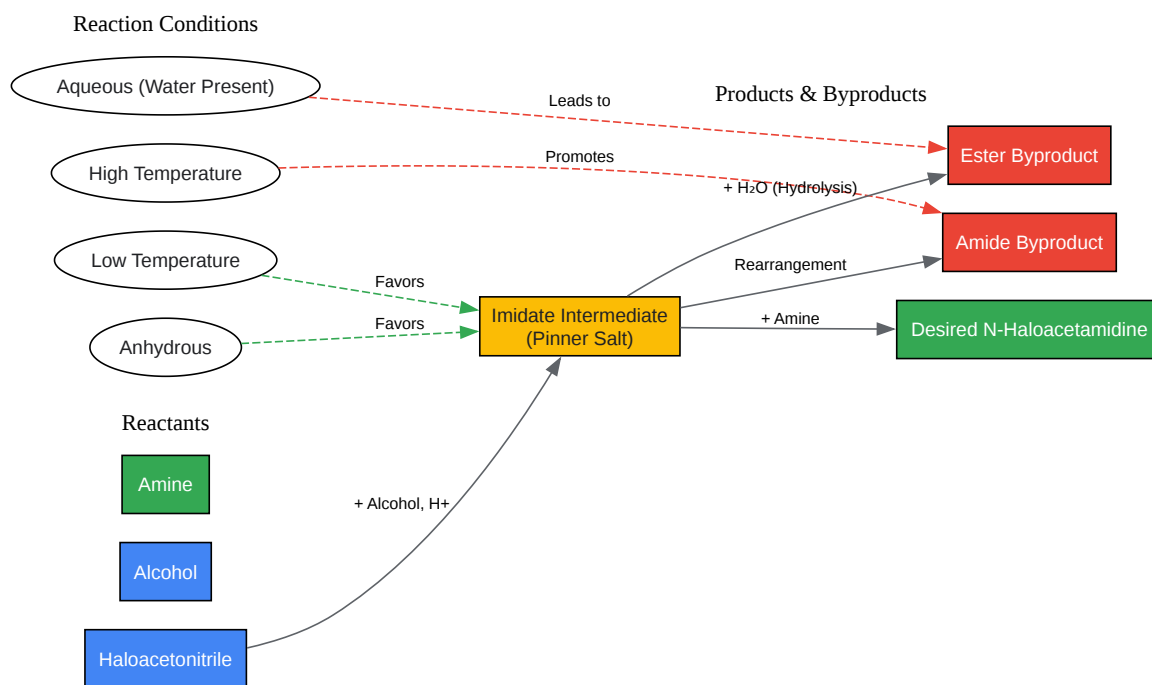 Reaction Conditions
Aqueous (Water Present)
Leads to
Products & Byproducts
Ester Byproduct
High Temperature
Promotes
+ H₂O (Hydrolysis)
Amide Byproduct
Low Temperature
Favors
Rearrangement
Imidate Intermediate
(Pinner Salt)
+ Amine
Desired N-Haloacetamidine
Anhydrous
Favors
Reactants
Amine
+ Alcohol, H+
Alcohol
Haloacetonitrile